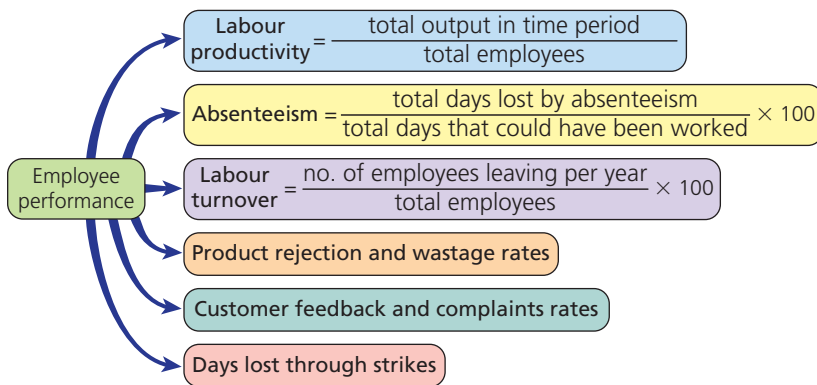 Employee
performance
Labour
productivity = total output in time period
total employees
Absenteeism = total days lost by absenteeism
total days that could have been worked × 100
Labour
turnover = no. of employees leaving per year
total employees × 100
Product rejection and wastage rates
Customer feedback and complaints rates
Days lost through strikes